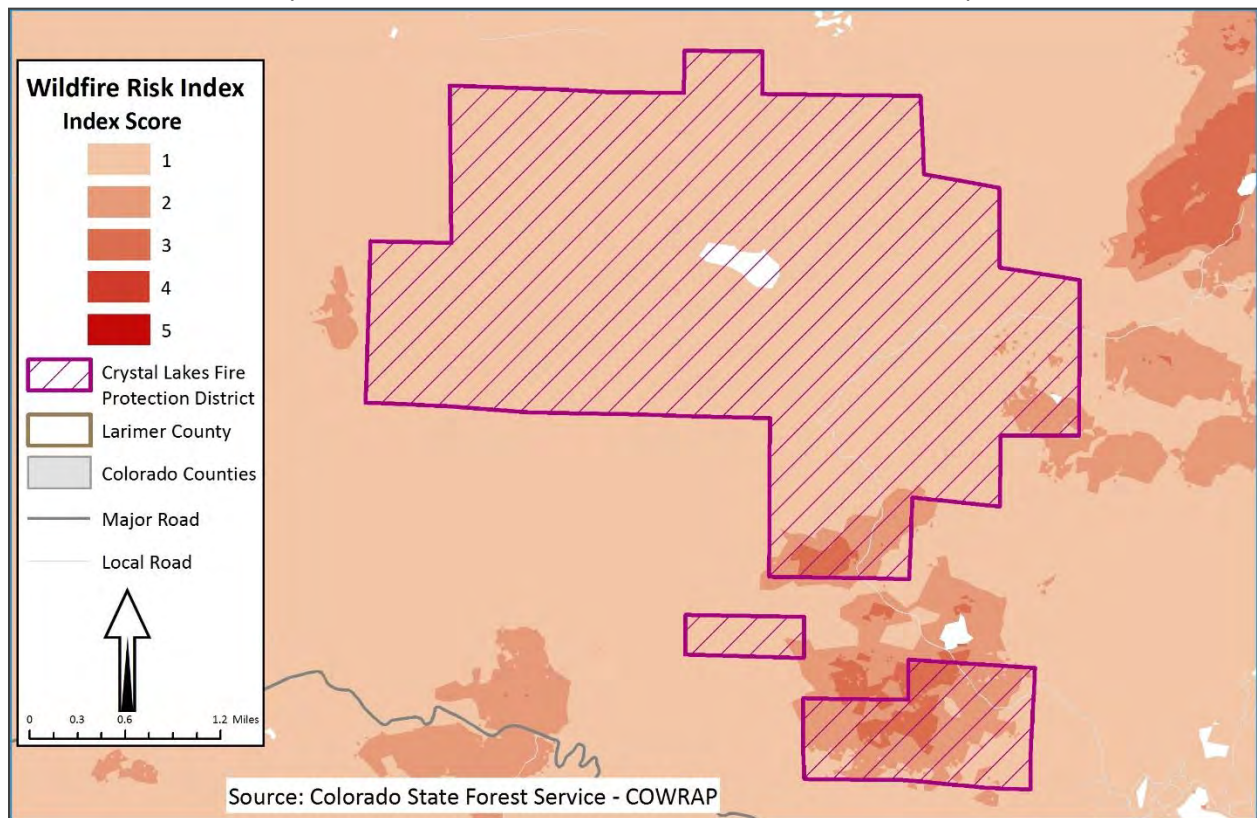 Wildfire Risk Index
Index Score
1
2
3
4
5
Crystal Lakes Fire
Protection District
Larimer County
Colorado Counties
Major Road
Local Road
0 0.3 0.6 1.2 Miles
Source: Colorado State Forest Service - COWRAP